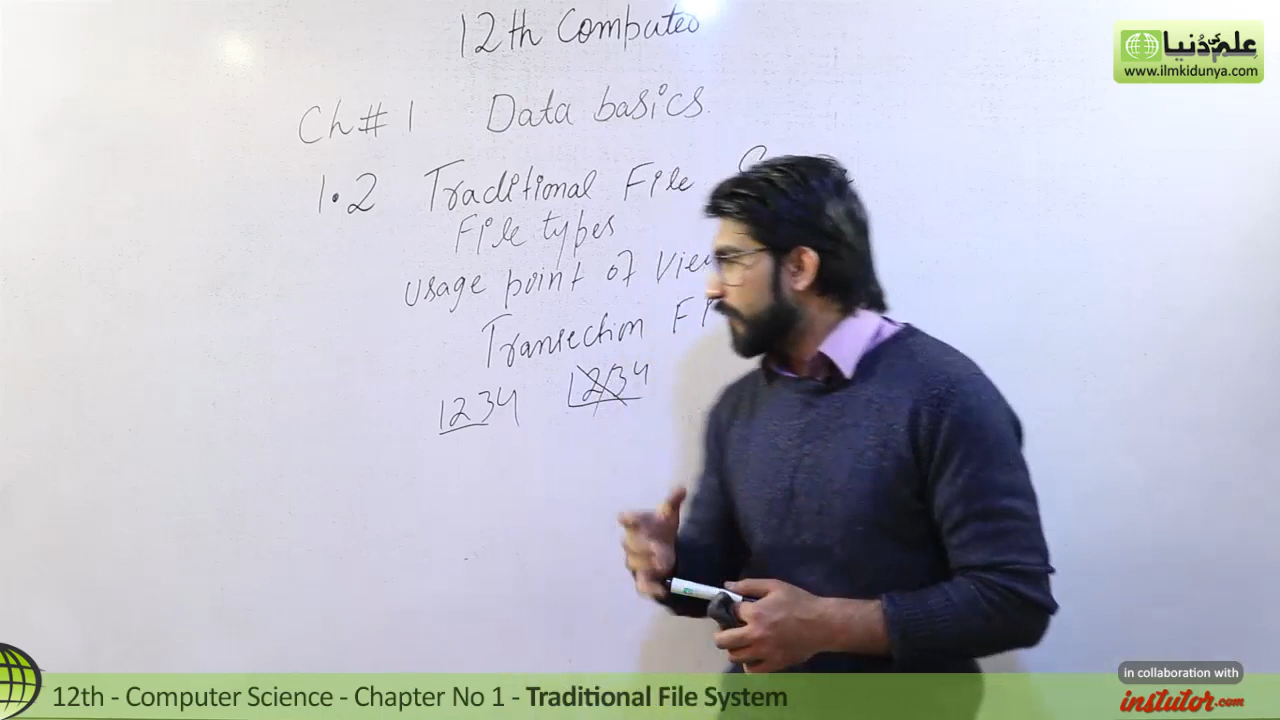 12th Computer
علم کی دنیا
www.ilmkidunya.com
Ch # 1 Data basics.
1.2 Traditional File
File types
usage point of View
Transection Fi
1234 1234
in collaboration with
instutor.com
12th - Computer Science - Chapter No 1 - Traditional File System